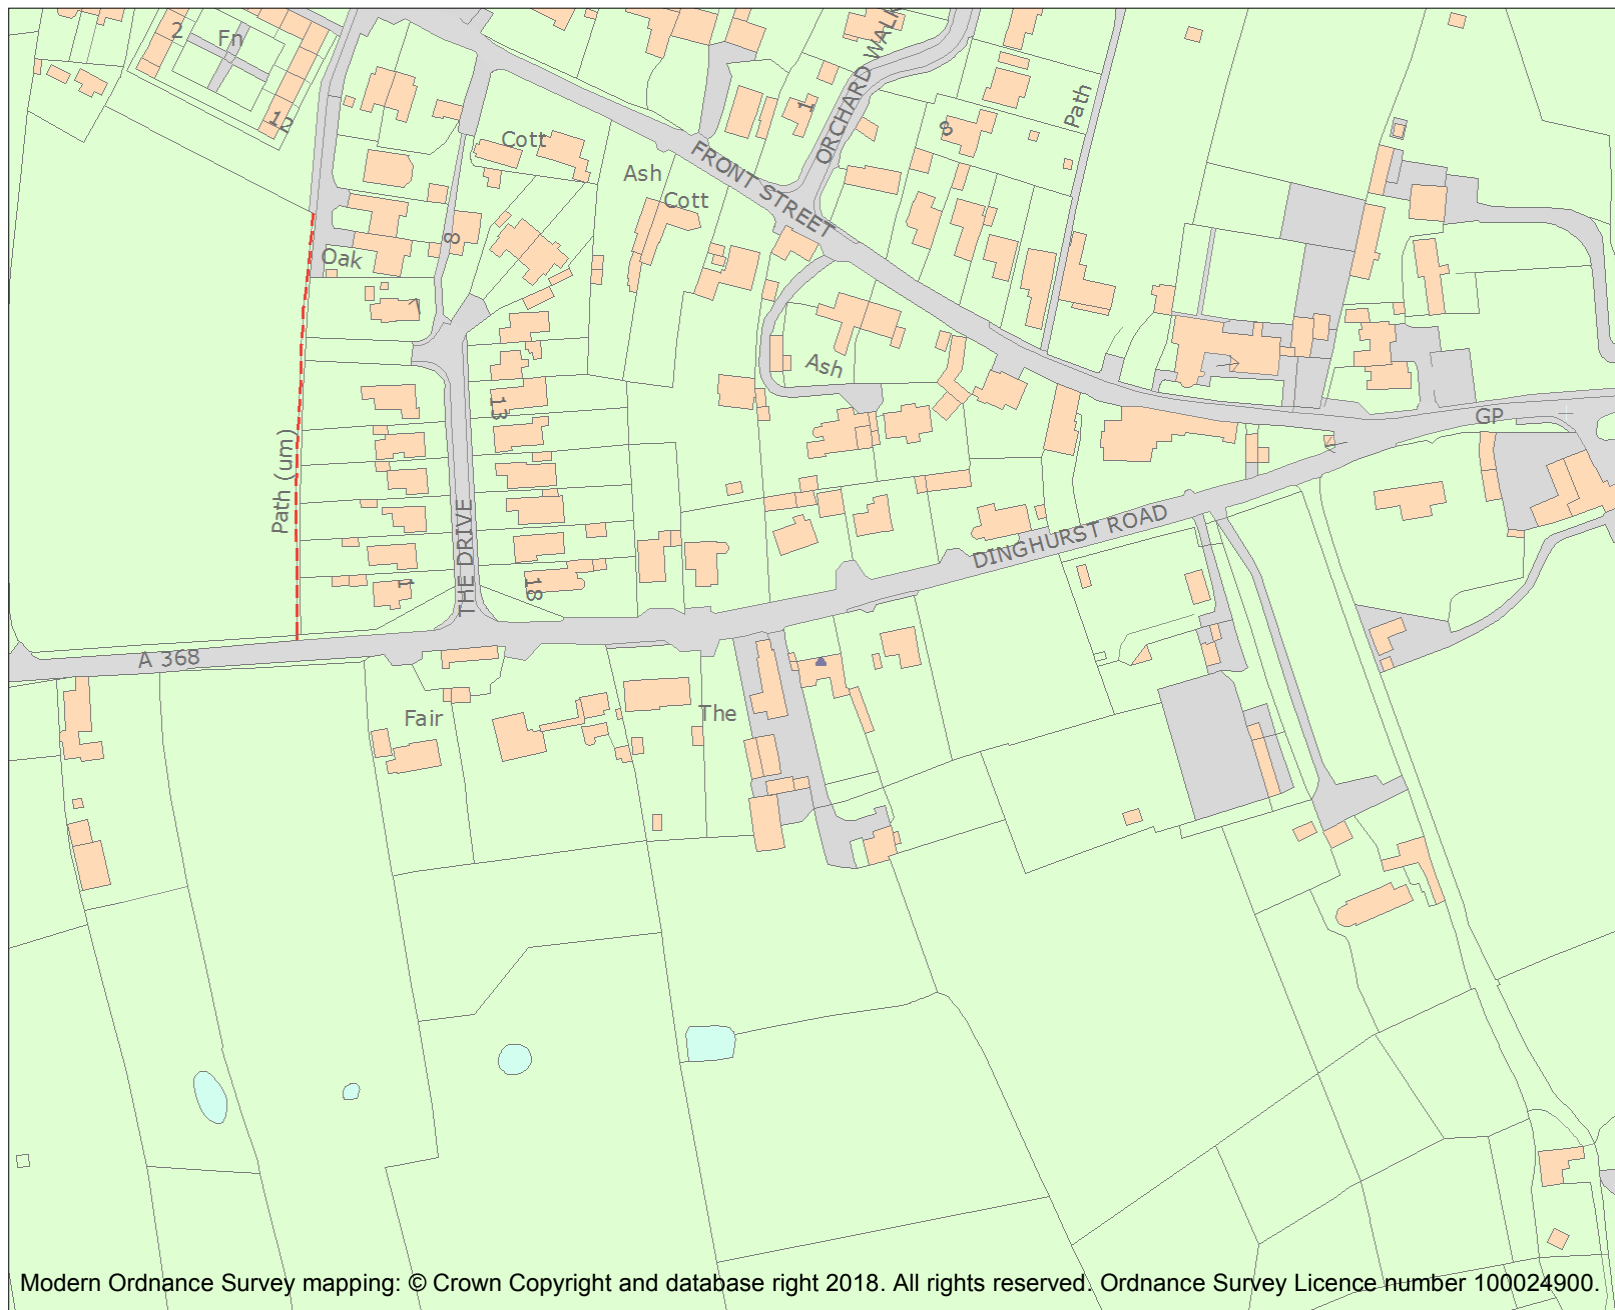 2
Fn
12
Cott
8
Oak
7
Ash
Cott
FRONT STREET
1
ORCHARD WALK
8
Path
Ash
GP
13
Path (um)
THE DRIVE
1
18
DINGHURST ROAD
A 368
Fair
The
Modern Ordnance Survey mapping: © Crown Copyright and database right 2018. All rights reserved. Ordnance Survey Licence number 100024900.